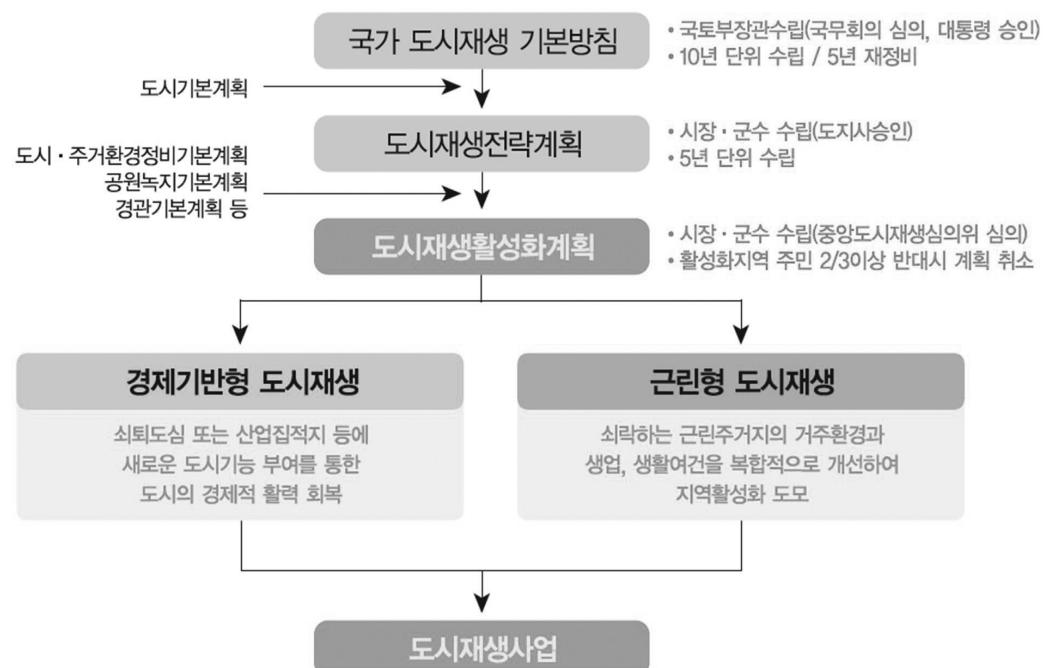 국가 도시재생 기본방침
• 국토부장관수립(국무회의 심의, 대통령 승인)
• 10년 단위 수립 / 5년 재정비
도시기본계획
도시재생전략계획
• 시장 · 군수 수립(도지사승인)
• 5년 단위 수립
도시 · 주거환경정비기본계획
공원녹지기본계획
경관기본계획 등
도시재생활성화계획
• 시장 · 군수 수립(중앙도시재생심의위 심의)
• 활성화지역 주민 2/3이상 반대시 계획 취소
경제기반형 도시재생
쇠퇴도심 또는 산업집적지 등에
새로운 도시기능 부여를 통한
도시의 경제적 활력 회복
근린형 도시재생
쇠락하는 근린주거지의 거주환경과
생업, 생활여건을 복합적으로 개선하여
지역활성화 도모
도시재생사업